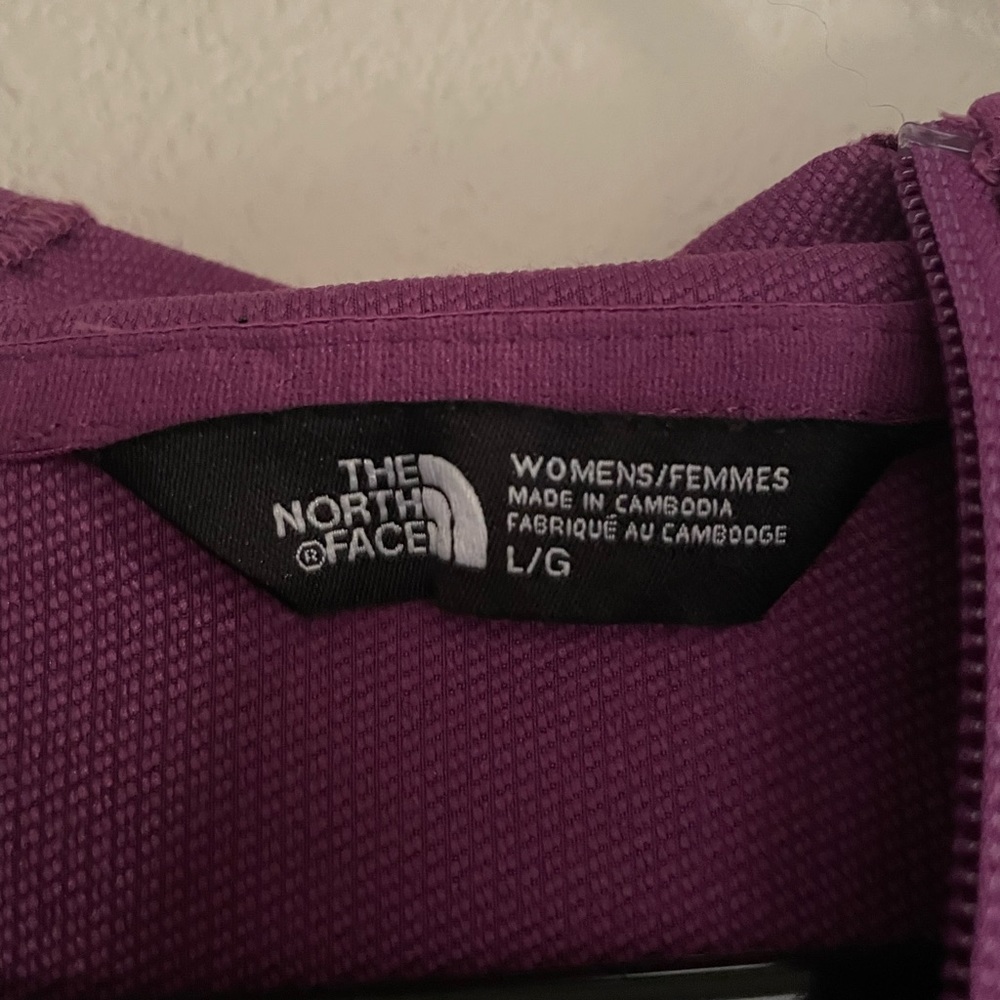 THE
NORTH
®FACE
WOMENS/FEMMES
MADE IN CAMBODIA
FABRIQUÉ AU CAMBODGE
L/G